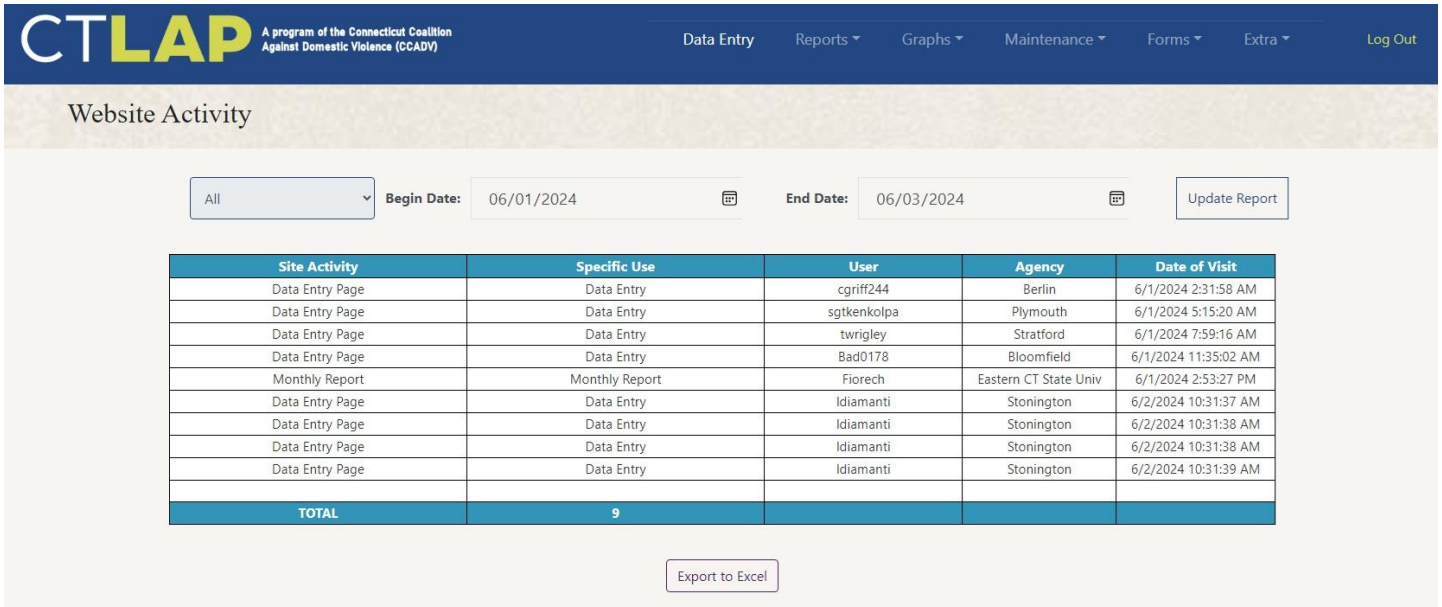 CTLAP A program of the Connecticut Coalition Against Domestic Violence (CCADV) Data Entry Reports Graphs Maintenance Forms Extra Log Out
Website Activity
All Begin Date: 06/01/2024 End Date: 06/03/2024 Update Report
Site Activity Specific Use User Agency Date of Visit
Data Entry Page Data Entry cgriff244 Berlin 6/1/2024 2:31:58 AM
Data Entry Page Data Entry sgtkenkolpa Plymouth 6/1/2024 5:15:20 AM
Data Entry Page Data Entry twrigley Stratford 6/1/2024 7:59:16 AM
Data Entry Page Data Entry Bad0178 Bloomfield 6/1/2024 11:35:02 AM
Monthly Report Monthly Report Fiorech Eastern CT State Univ 6/1/2024 2:53:27 PM
Data Entry Page Data Entry ldiamanti Stonington 6/2/2024 10:31:37 AM
Data Entry Page Data Entry ldiamanti Stonington 6/2/2024 10:31:38 AM
Data Entry Page Data Entry ldiamanti Stonington 6/2/2024 10:31:38 AM
Data Entry Page Data Entry ldiamanti Stonington 6/2/2024 10:31:39 AM
TOTAL 9
Export to Excel